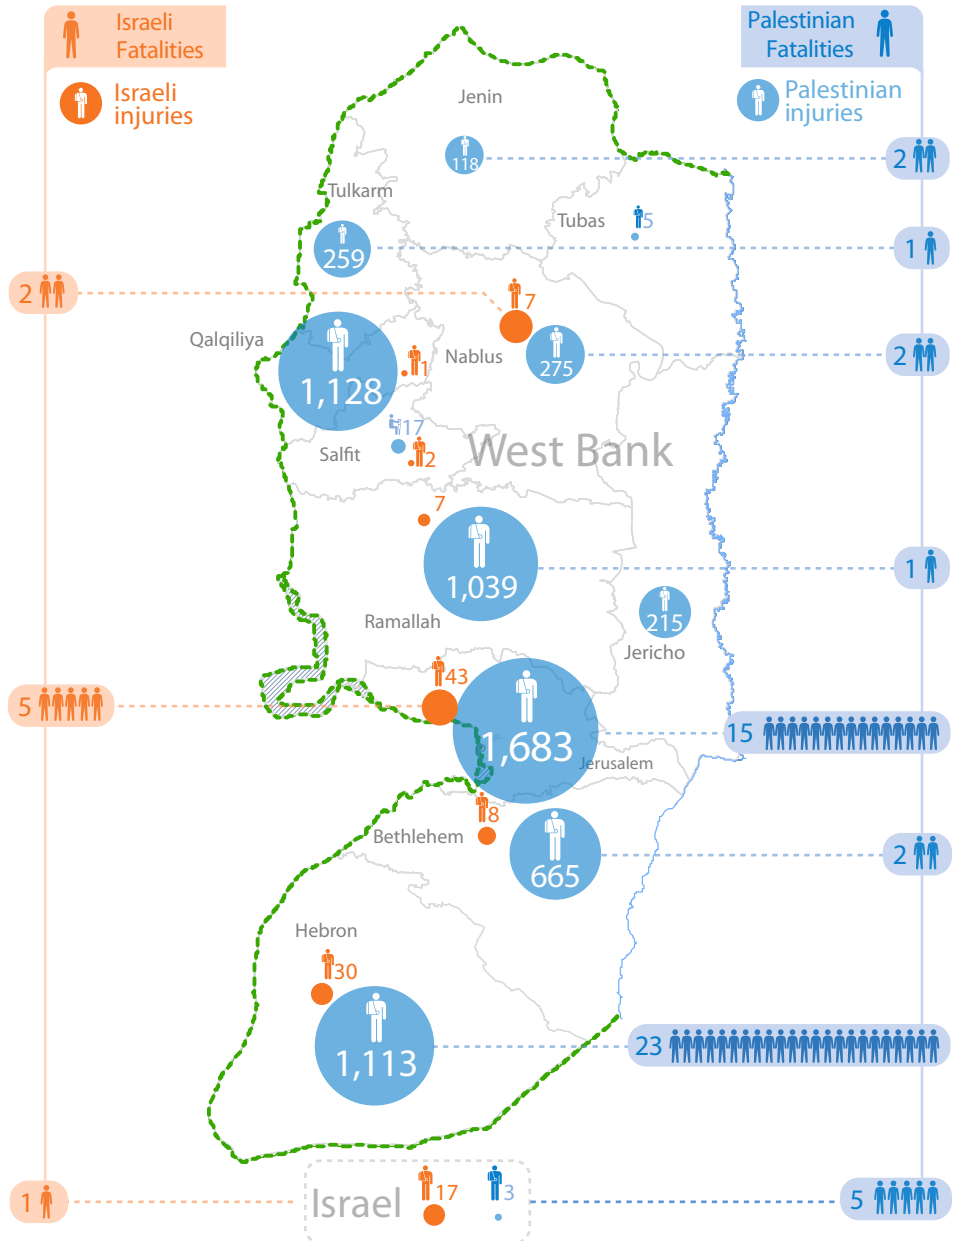 Israeli
Fatalities
Israeli
injuries
Palestinian
Fatalities
Palestinian
injuries
Jenin
118
2
Tulkarm
Tubas
5
259
1
2
7
Qalqiliya
1,128
1
Nablus
275
2
17
Salfit
2
West Bank
7
1,039
1
Ramallah
215
Jericho
43
5
1,683
15
Jerusalem
8
Bethlehem
665
2
Hebron
30
1,113
23
1
Israel
17
3
5